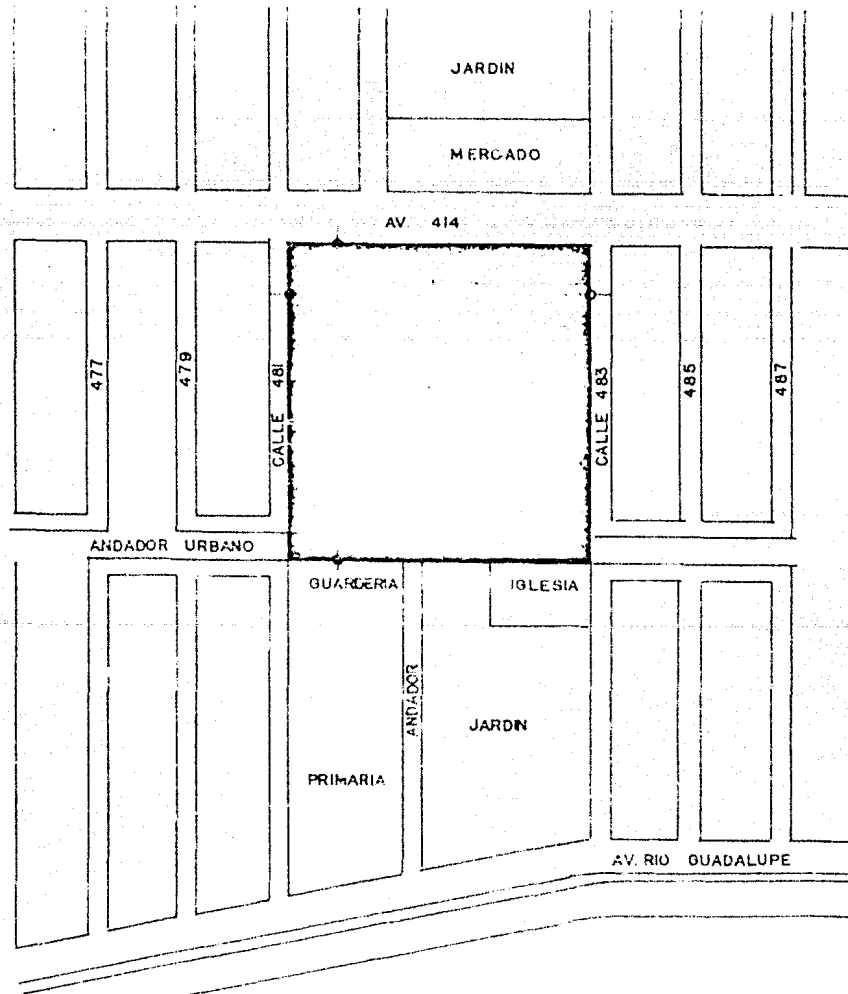 JARDIN
MERCADO
AV. 414
477
479
CALLE 481
CALLE 483
485
487
ANDADOR URBANO
GUARDERIA
IGLESIA
ANDADOR
JARDIN
PRIMARIA
AV. RIO GUADALUPE